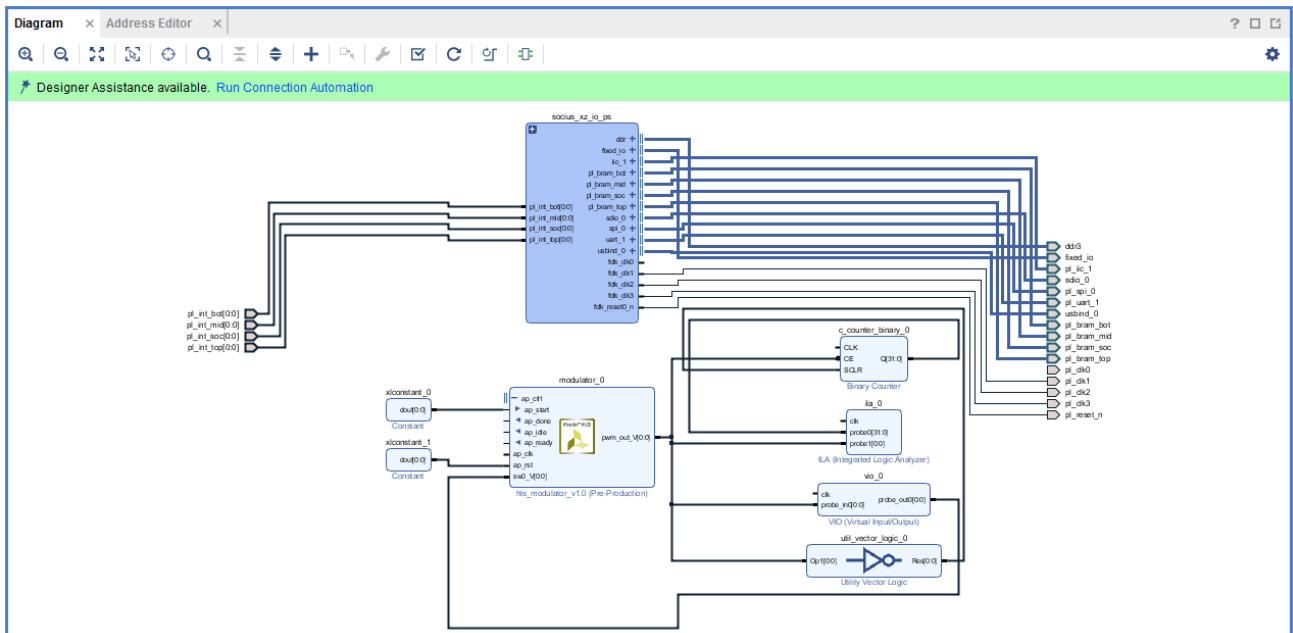 Diagram × Address Editor ×
Designer Assistance available. Run Connection Automation
socius_xz_io_ps
ddr
fixed_io
iic_1
pl_bram_bot
pl_bram_mid
pl_bram_soc
pl_int_bot[0:0] pl_bram_top
pl_int_mid[0:0] sdio_0
pl_int_soc[0:0] spi_0
pl_int_top[0:0] uart_1
usbind_0
fclk_clk0
fclk_clk1
fclk_clk2
fclk_clk3
fclk_reset0_n
pl_int_bot[0:0]
pl_int_mid[0:0]
pl_int_soc[0:0]
pl_int_top[0:0]
ddr3
fixed_io
pl_iic_1
sdio_0
pl_spi_0
pl_uart_1
usbind_0
pl_bram_bot
pl_bram_mid
pl_bram_soc
pl_bram_top
pl_clk0
pl_clk1
pl_clk2
pl_clk3
pl_reset_n
c_counter_binary_0
CLK
CE Q[31:0]
SCLR
Binary Counter
xlconstant_0
dout[0:0]
Constant
xlconstant_1
dout[0:0]
Constant
modulator_0
ap_ctrl
ap_start
ap_done
ap_idle
ap_ready
ap_clk
ap_rst
sw0_V[0:0]
Vivado HLS
pwm_out_V[0:0]
hls_modulator_v1.0 (Pre-Production)
ila_0
clk
probe0[31:0]
probe1[0:0]
ILA (Integrated Logic Analyzer)
vio_0
clk
probe_in0[0:0] probe_out0[0:0]
VIO (Virtual Input/Output)
util_vector_logic_0
Op1[0:0] Res[0:0]
Utility Vector Logic